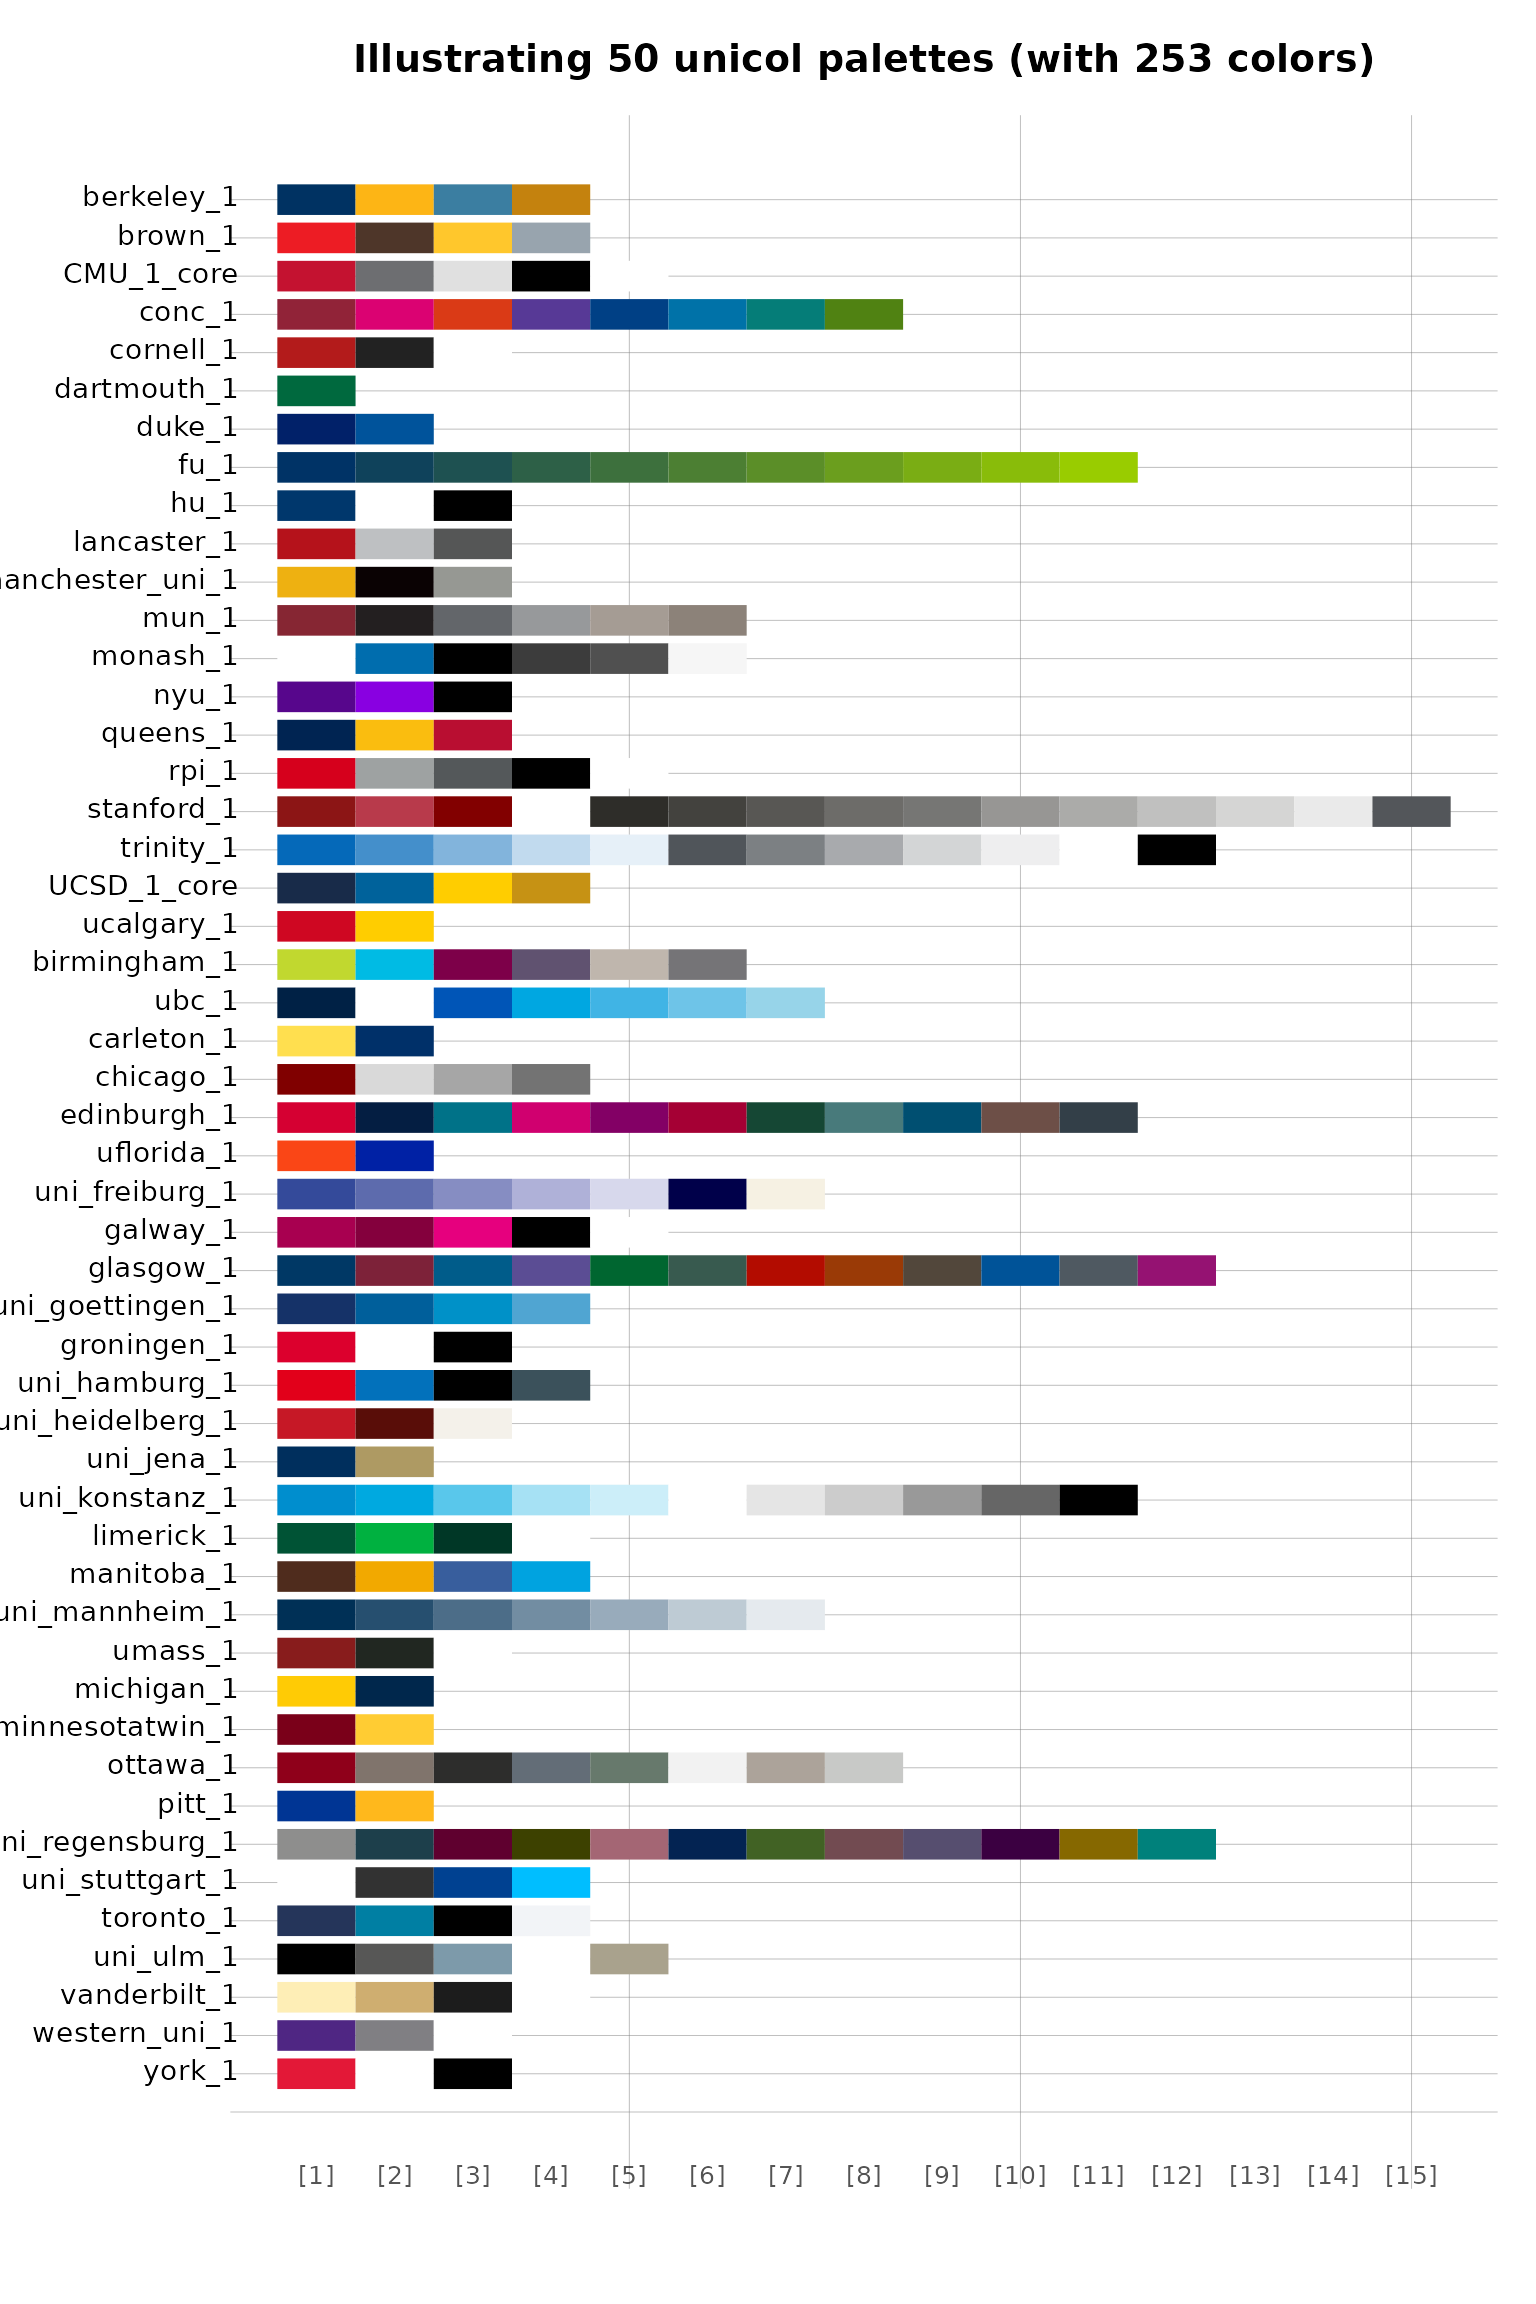 Illustrating 50 unicol palettes (with 253 colors)
berkeley_1
brown_1
CMU_1_core
conc_1
cornell_1
dartmouth_1
duke_1
fu_1
hu_1
lancaster_1
anchester_uni_1
mun_1
monash_1
nyu_1
queens_1
rpi_1
stanford_1
trinity_1
UCSD_1_core
ucalgary_1
birmingham_1
ubc_1
carleton_1
chicago_1
edinburgh_1
uflorida_1
uni_freiburg_1
galway_1
glasgow_1
uni_goettingen_1
groningen_1
uni_hamburg_1
uni_heidelberg_1
uni_jena_1
uni_konstanz_1
limerick_1
manitoba_1
uni_mannheim_1
umass_1
michigan_1
minnesotatwin_1
ottawa_1
pitt_1
ni_regensburg_1
uni_stuttgart_1
toronto_1
uni_ulm_1
vanderbilt_1
western_uni_1
york_1
[1] [2] [3] [4] [5] [6] [7] [8] [9] [10] [11] [12] [13] [14] [15]